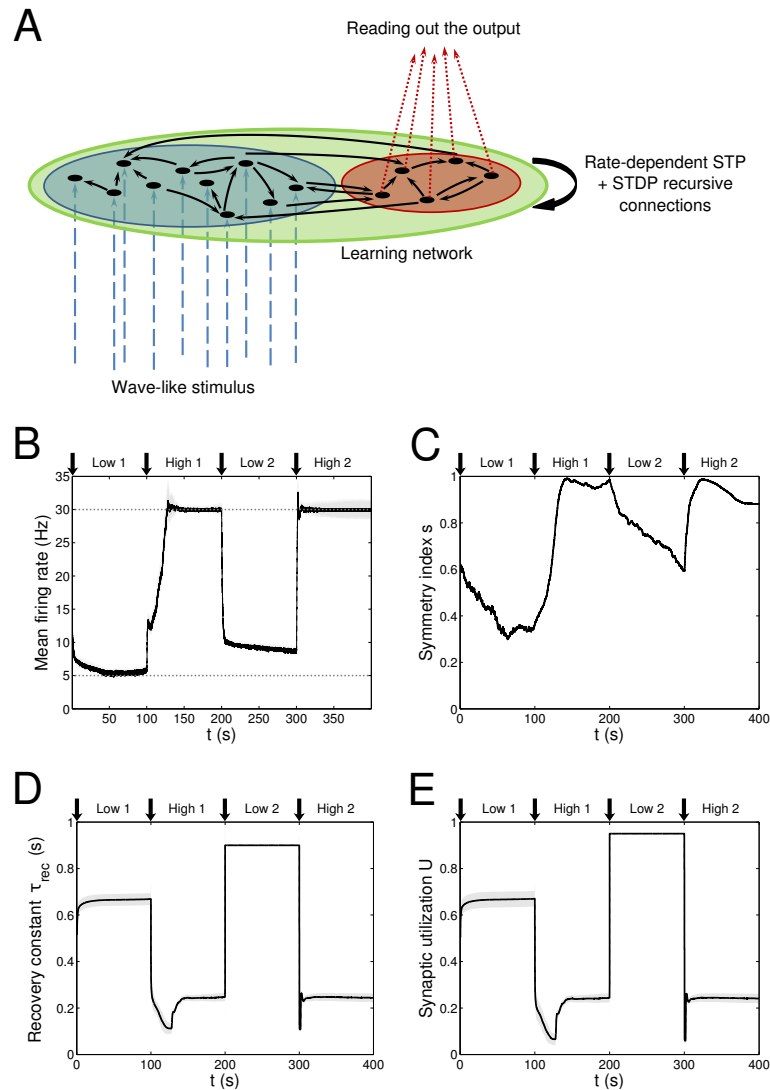 A
Reading out the output
Rate-dependent STP
+ STDP recursive
connections
Learning network
Wave-like stimulus
B
Low 1 High 1 Low 2 High 2
Mean firing rate (Hz)
35
30
25
20
15
10
5
0
50 100 150 200 250 300 350
t (s)
C
Low 1 High 1 Low 2 High 2
Symmetry index s
1
0.8
0.6
0.4
0.2
0
0 100 200 300 400
t (s)
D
Low 1 High 1 Low 2 High 2
Recovery constant τrec (s)
1
0.8
0.6
0.4
0.2
0
0 100 200 300 400
t (s)
E
Low 1 High 1 Low 2 High 2
Synaptic utilization U
1
0.8
0.6
0.4
0.2
0
0 100 200 300 400
t (s)